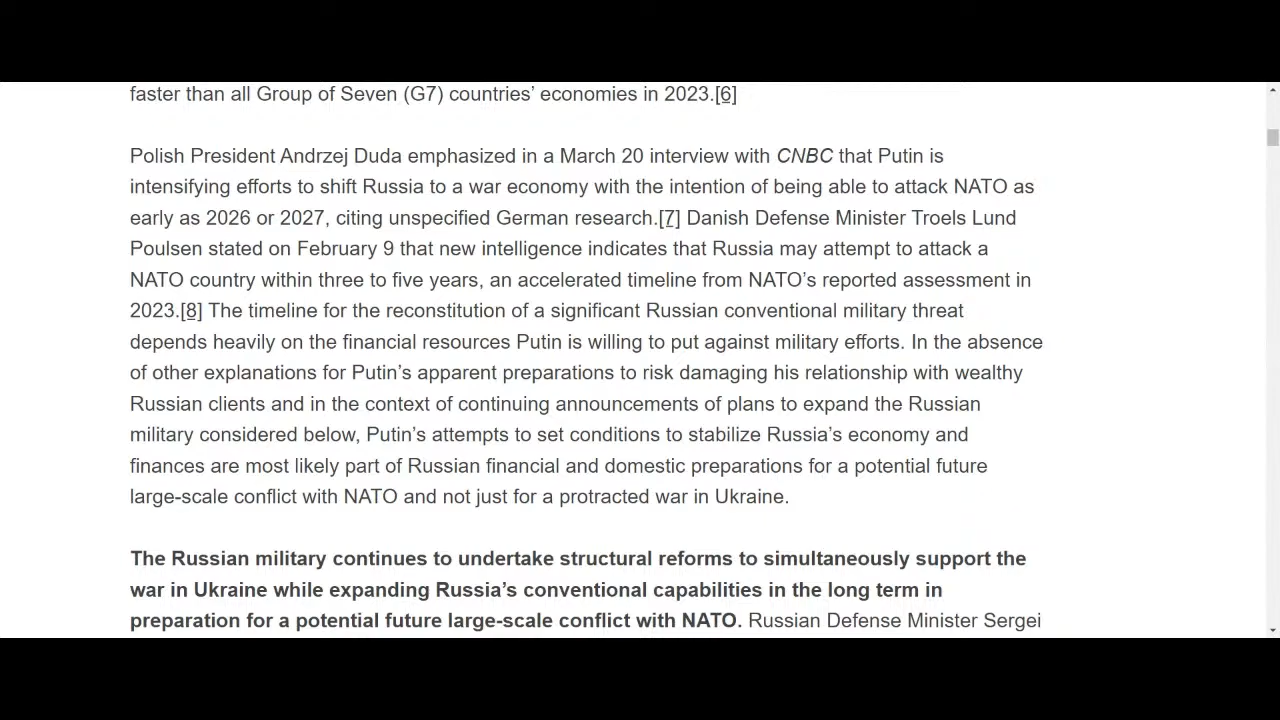 faster than all Group of Seven (G7) countries’ economies in 2023.[6]
Polish President Andrzej Duda emphasized in a March 20 interview with CNBC that Putin is
intensifying efforts to shift Russia to a war economy with the intention of being able to attack NATO as
early as 2026 or 2027, citing unspecified German research.[7] Danish Defense Minister Troels Lund
Poulsen stated on February 9 that new intelligence indicates that Russia may attempt to attack a
NATO country within three to five years, an accelerated timeline from NATO’s reported assessment in
2023.[8] The timeline for the reconstitution of a significant Russian conventional military threat
depends heavily on the financial resources Putin is willing to put against military efforts. In the absence
of other explanations for Putin’s apparent preparations to risk damaging his relationship with wealthy
Russian clients and in the context of continuing announcements of plans to expand the Russian
military considered below, Putin’s attempts to set conditions to stabilize Russia’s economy and
finances are most likely part of Russian financial and domestic preparations for a potential future
large-scale conflict with NATO and not just for a protracted war in Ukraine.
The Russian military continues to undertake structural reforms to simultaneously support the
war in Ukraine while expanding Russia’s conventional capabilities in the long term in
preparation for a potential future large-scale conflict with NATO. Russian Defense Minister Sergei